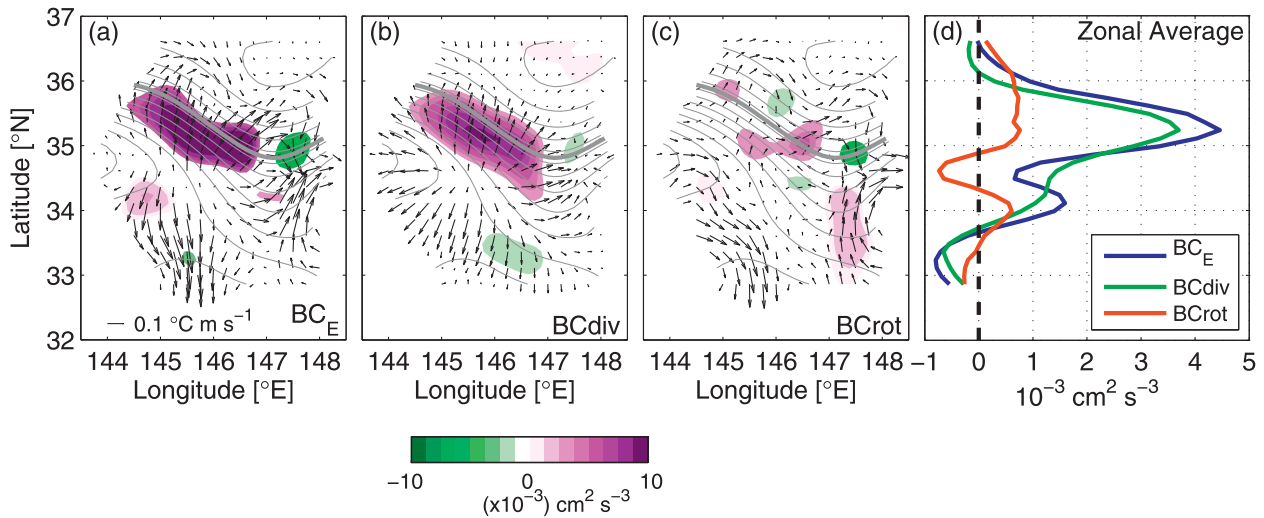 (a)
(b)
(c)
(d) Zonal Average
37
36
35
34
33
32
Latitude [°N]
0.1 °C m s⁻¹
BC_E
BCdiv
BCrot
BC_E
BCdiv
BCrot
144 145 146 147 148
144 145 146 147 148
144 145 146 147 148
−1 0 1 2 3 4 5
Longitude [°E]
Longitude [°E]
Longitude [°E]
10⁻³ cm² s⁻³
−10 0 10
(x10⁻³) cm² s⁻³